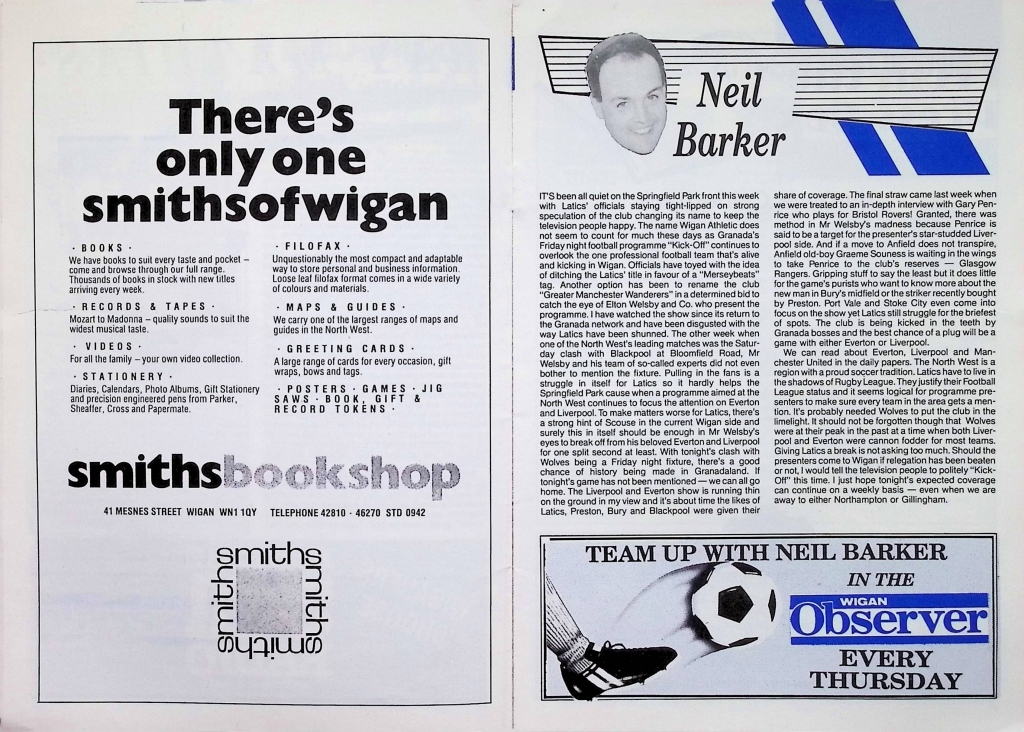 There's
only one
smithsofwigan
· BOOKS ·
We have books to suit every taste and pocket –
come and browse through our full range.
Thousands of books in stock with new titles
arriving every week.
· RECORDS & TAPES ·
Mozart to Madonna – quality sounds to suit the
widest musical taste.
· VIDEOS ·
For all the family – your own video collection.
· STATIONERY ·
Diaries, Calendars, Photo Albums, Gift Stationery
and precision engineered pens from Parker,
Sheaffer, Cross and Papermate.
· FILOFAX ·
Unquestionably the most compact and adaptable
way to store personal and business information.
Loose leaf filofax format comes in a wide variety
of colours and materials.
· MAPS & GUIDES ·
We carry one of the largest ranges of maps and
guides in the North West.
· GREETING CARDS ·
A large range of cards for every occasion, gift
wraps, bows and tags.
· POSTERS · GAMES · JIG
SAWS · BOOK, GIFT &
RECORD TOKENS ·
smithsbookshop
41 MESNES STREET WIGAN WN1 1QY TELEPHONE 42810 · 46270 STD 0942
smiths
smiths
smiths
smiths
Neil
Barker
IT'S been all quiet on the Springfield Park front this week
with Latics' officials staying tight-lipped on strong
speculation of the club changing its name to keep the
television people happy. The name Wigan Athletic does
not seem to count for much these days as Granada's
Friday night football programme "Kick-Off" continues to
overlook the one professional football team that's alive
and kicking in Wigan. Officials have toyed with the idea
of ditching the Latics' title in favour of a "Merseybeats"
tag. Another option has been to rename the club
"Greater Manchester Wanderers" in a determined bid to
catch the eye of Elton Welsby and Co. who present the
programme. I have watched the show since its return to
the Granada network and have been disgusted with the
way Latics have been shunned. The other week when
one of the North West's leading matches was the Satur-
day clash with Blackpool at Bloomfield Road, Mr
Welsby and his team of so-called experts did not even
bother to mention the fixture. Pulling in the fans is a
struggle in itself for Latics so it hardly helps the
Springfield Park cause when a programme aimed at the
North West continues to focus the attention on Everton
and Liverpool. To make matters worse for Latics, there's
a strong hint of Scouse in the current Wigan side and
surely this in itself should be enough in Mr Welsby's
eyes to break off from his beloved Everton and Liverpool
for one split second at least. With tonight's clash with
Wolves being a Friday night fixture, there's a good
chance of history being made in Granadaland. If
tonight's game has not been mentioned — we can all go
home. The Liverpool and Everton show is running thin
on the ground in my view and it's about time the likes of
Latics, Preston, Bury and Blackpool were given their
share of coverage. The final straw came last week when
we were treated to an in-depth interview with Gary Pen-
rice who plays for Bristol Rovers! Granted, there was
method in Mr Welsby's madness because Penrice is
said to be a target for the presenter's star-studded Liver-
pool side. And if a move to Anfield does not transpire,
Anfield old-boy Graeme Souness is waiting in the wings
to take Penrice to the club's reserves — Glasgow
Rangers. Gripping stuff to say the least but it does little
for the game's purists who want to know more about the
new man in Bury's midfield or the striker recently bought
by Preston. Port Vale and Stoke City even come into
focus on the show yet Latics still struggle for the briefest
of spots. The club is being kicked in the teeth by
Granada bosses and the best chance of a plug will be a
game with either Everton or Liverpool.
We can read about Everton, Liverpool and Man-
chester United in the daily papers. The North West is a
region with a proud soccer tradition. Latics have to live in
the shadows of Rugby League. They justify their Football
League status and it seems logical for programme pre-
senters to make sure every team in the area gets a men-
tion. It's probably needed Wolves to put the club in the
limelight. It should not be forgotten though that Wolves
were at their peak in the past at a time when both Liver-
pool and Everton were cannon fodder for most teams.
Giving Latics a break is not asking too much. Should the
presenters come to Wigan if relegation has been beaten
or not, I would tell the television people to politely "Kick-
Off" this time. I just hope tonight's expected coverage
can continue on a weekly basis — even when we are
away to either Northampton or Gillingham.
TEAM UP WITH NEIL BARKER
IN THE
WIGAN
Observer
EVERY
THURSDAY